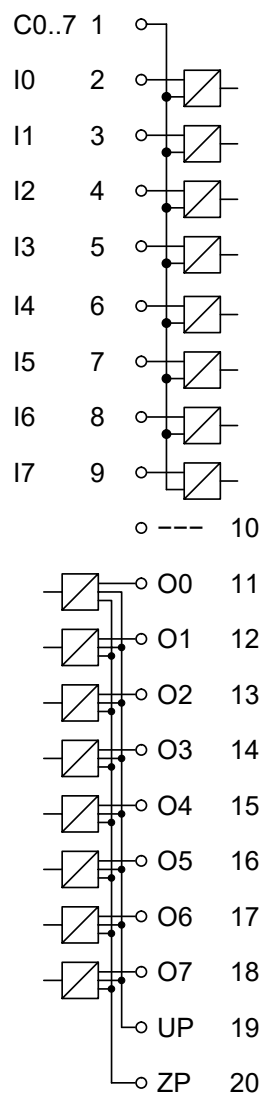 C0..7 1
I0 2
I1 3
I2 4
I3 5
I4 6
I5 7
I6 8
I7 9
--- 10
O0 11
O1 12
O2 13
O3 14
O4 15
O5 16
O6 17
O7 18
UP 19
ZP 20